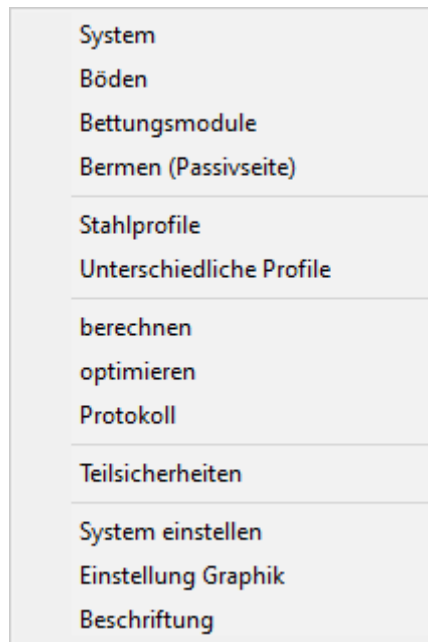 System
Böden
Bettungsmodule
Bermen (Passivseite)
Stahlprofile
Unterschiedliche Profile
berechnen
optimieren
Protokoll
Teilsicherheiten
System einstellen
Einstellung Graphik
Beschriftung